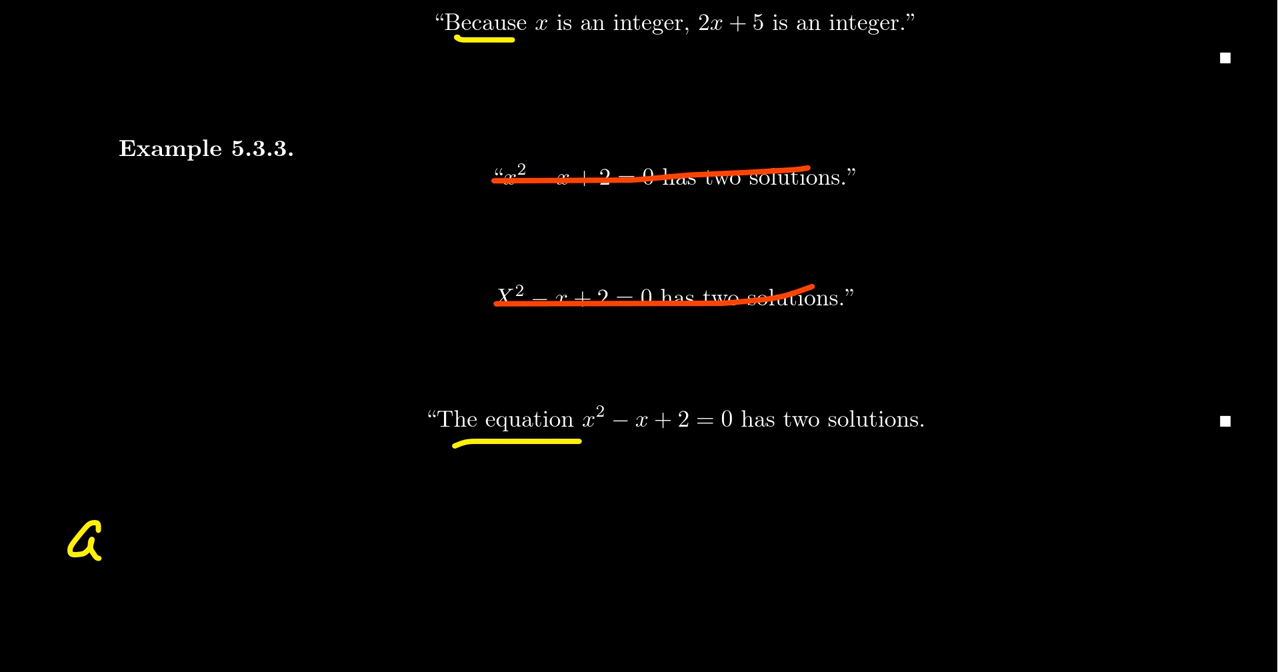 “Because x is an integer, 2x + 5 is an integer.”
Example 5.3.3.
“x² − x + 2 = 0 has two solutions.”
X² − x + 2 = 0 has two solutions.”
“The equation x² − x + 2 = 0 has two solutions.
a